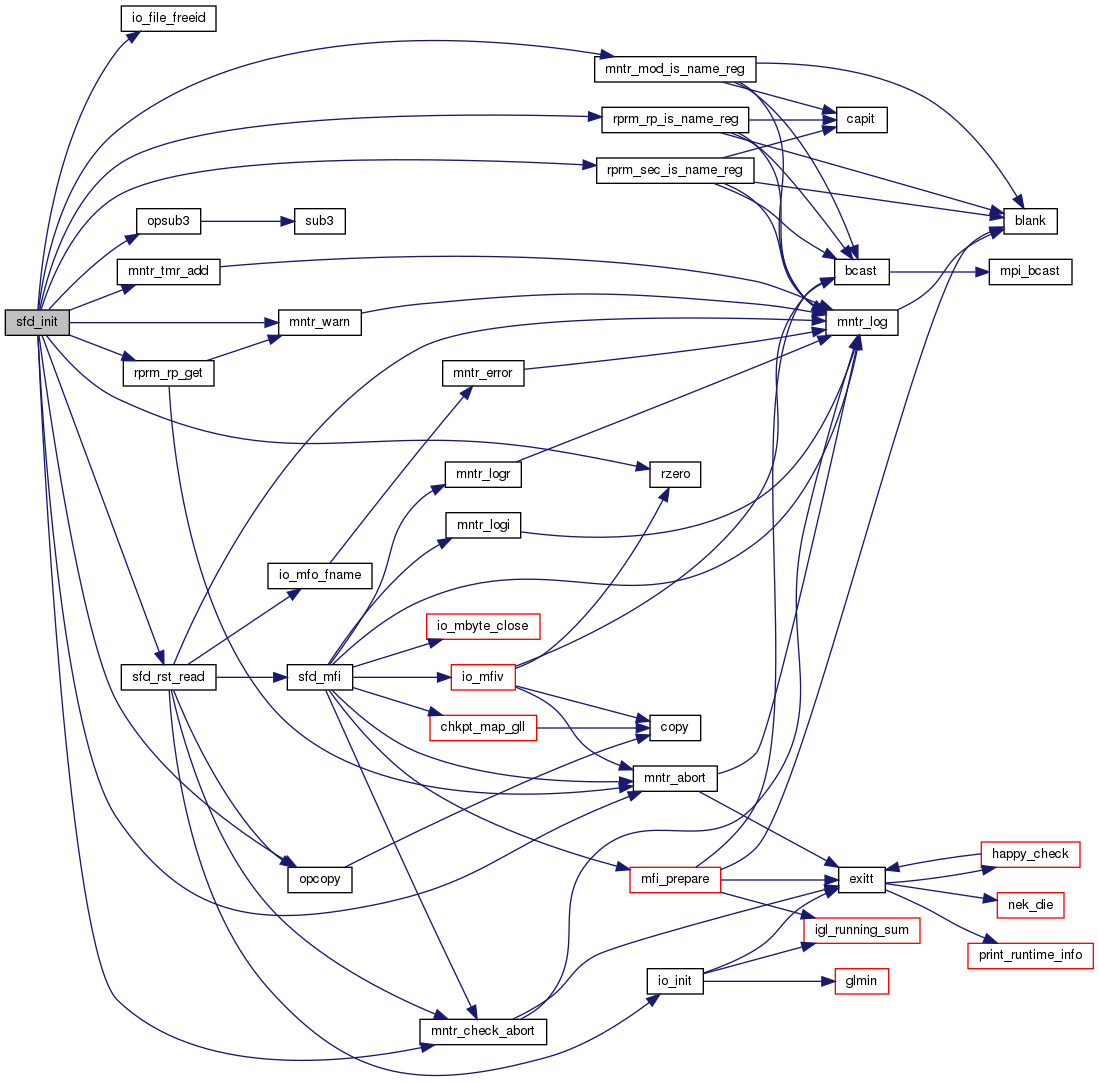 io_file_freeid
mntr_mod_is_name_reg
rprm_rp_is_name_reg
capit
rprm_sec_is_name_reg
opsub3
sub3
blank
mntr_tmr_add
bcast
mpi_bcast
sfd_init
mntr_warn
mntr_log
rprm_rp_get
mntr_error
mntr_logr
rzero
mntr_logi
io_mfo_fname
io_mbyte_close
sfd_rst_read
sfd_mfi
io_mfiv
chkpt_map_gll
copy
mntr_abort
happy_check
opcopy
mfi_prepare
exitt
nek_die
igl_running_sum
print_runtime_info
io_init
glmin
mntr_check_abort